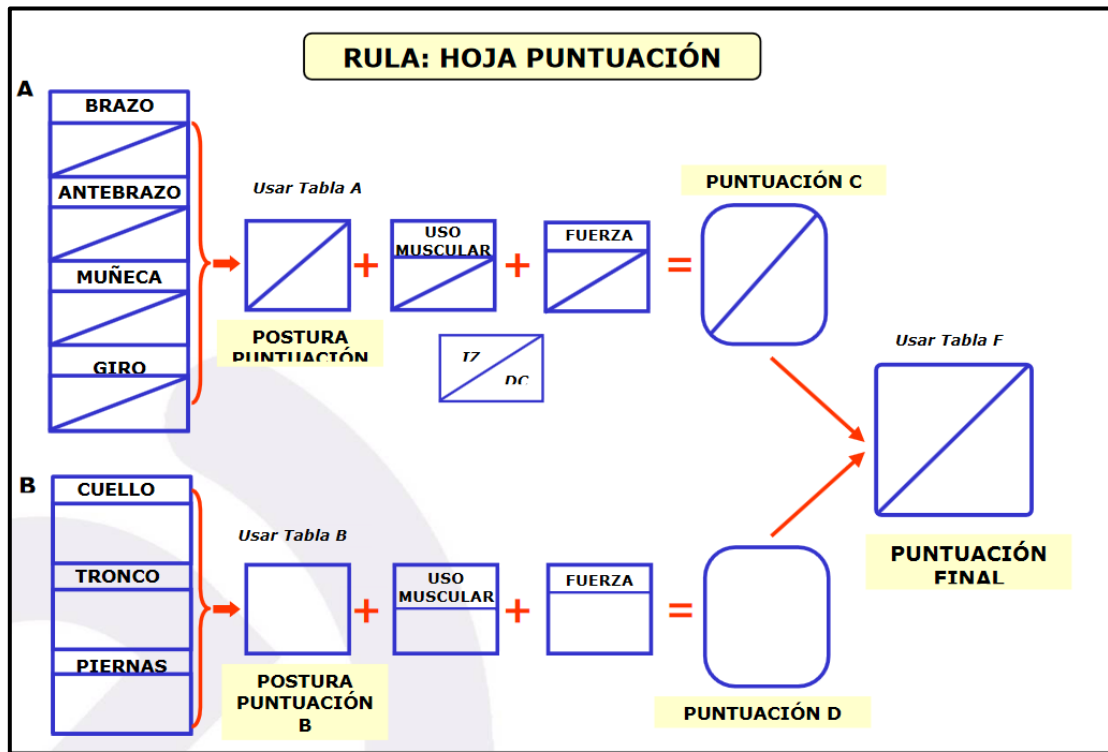 RULA: HOJA PUNTUACIÓN
A
BRAZO
ANTEBRAZO
MUÑECA
GIRO
Usar Tabla A
POSTURA
PUNTUACIÓN
+
USO
MUSCULAR
+
FUERZA
=
PUNTUACIÓN C
IZ
DC
Usar Tabla F
PUNTUACIÓN
FINAL
B
CUELLO
TRONCO
PIERNAS
Usar Tabla B
POSTURA
PUNTUACIÓN
B
+
USO
MUSCULAR
+
FUERZA
=
PUNTUACIÓN D